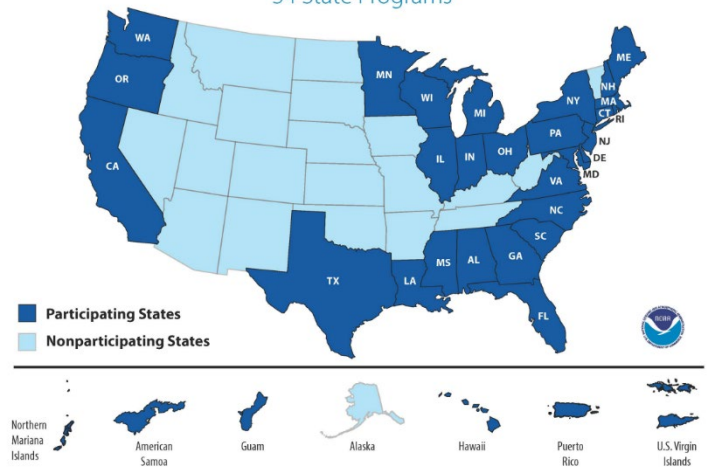 34 State Programs
WA
OR
CA
TX
MN
WI
MI
IL
IN
OH
ME
NH
MA
CT
RI
NY
PA
NJ
DE
MD
VA
NC
SC
GA
AL
MS
LA
FL
Participating States
Nonparticipating States
NOAA
Northern
Mariana
Islands
American
Samoa
Guam
Alaska
Hawaii
Puerto
Rico
U.S. Virgin
Islands